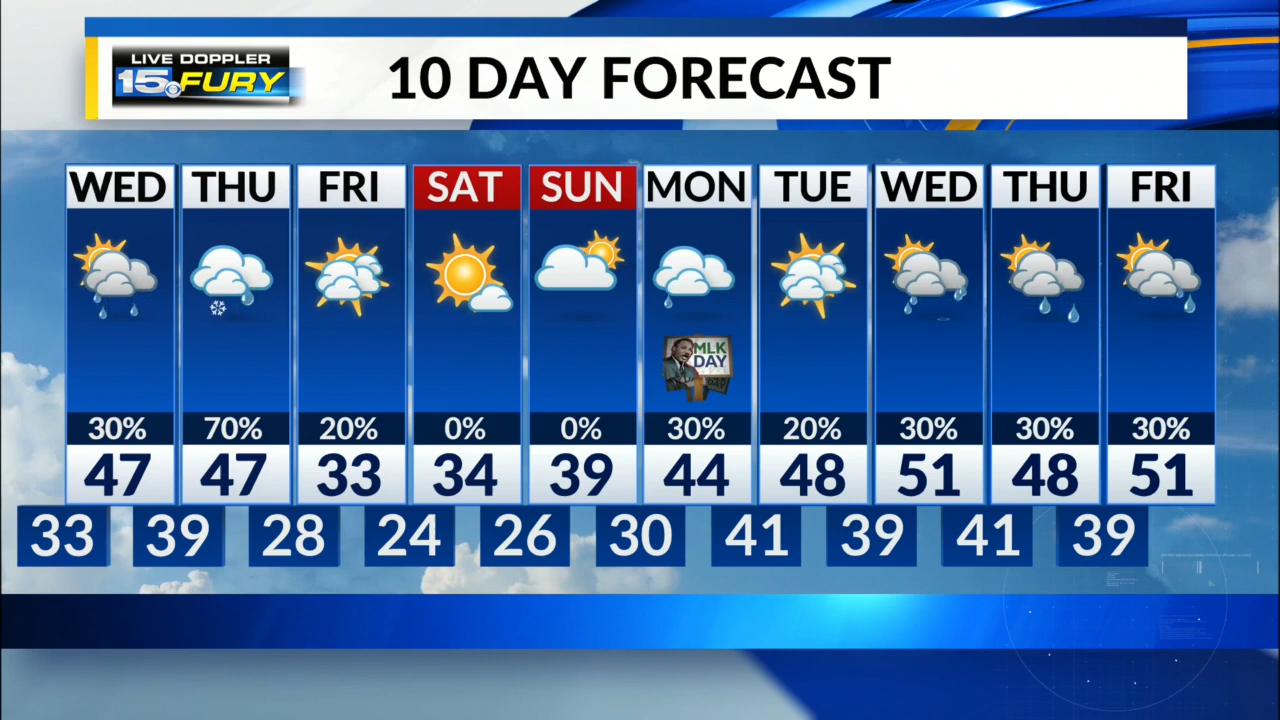 LIVE DOPPLER
15 FURY
10 DAY FORECAST
WED THU FRI SAT SUN MON TUE WED THU FRI
MLK
DAY
30% 70% 20% 0% 0% 30% 20% 30% 30% 30%
47 47 33 34 39 44 48 51 48 51
33 39 28 24 26 30 41 39 41 39